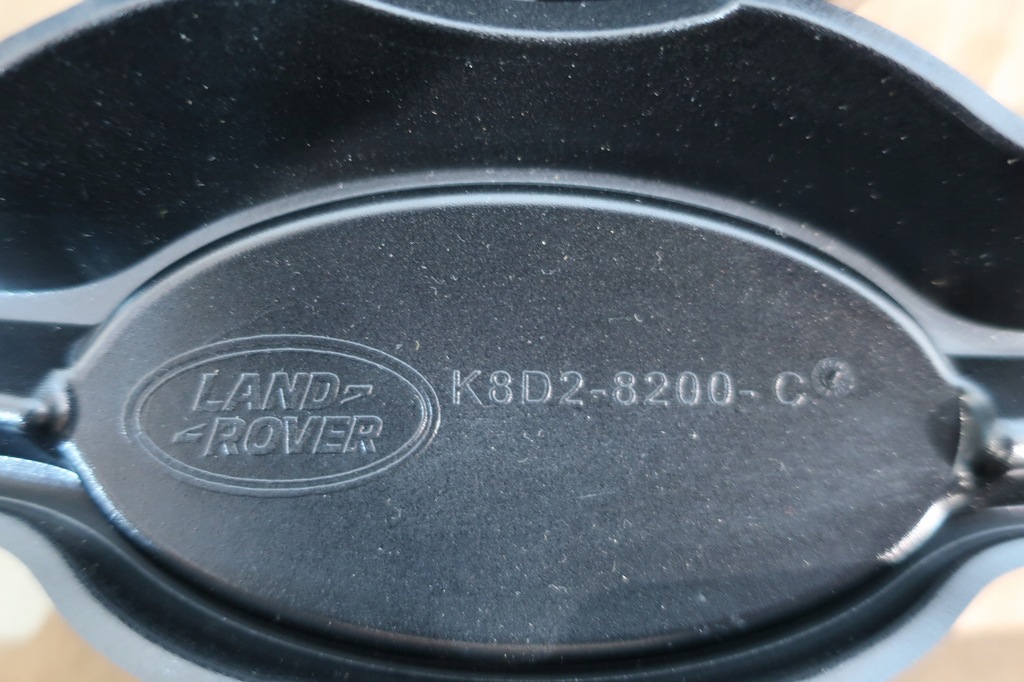 LAND-
-ROVER
K8D2-8200- C